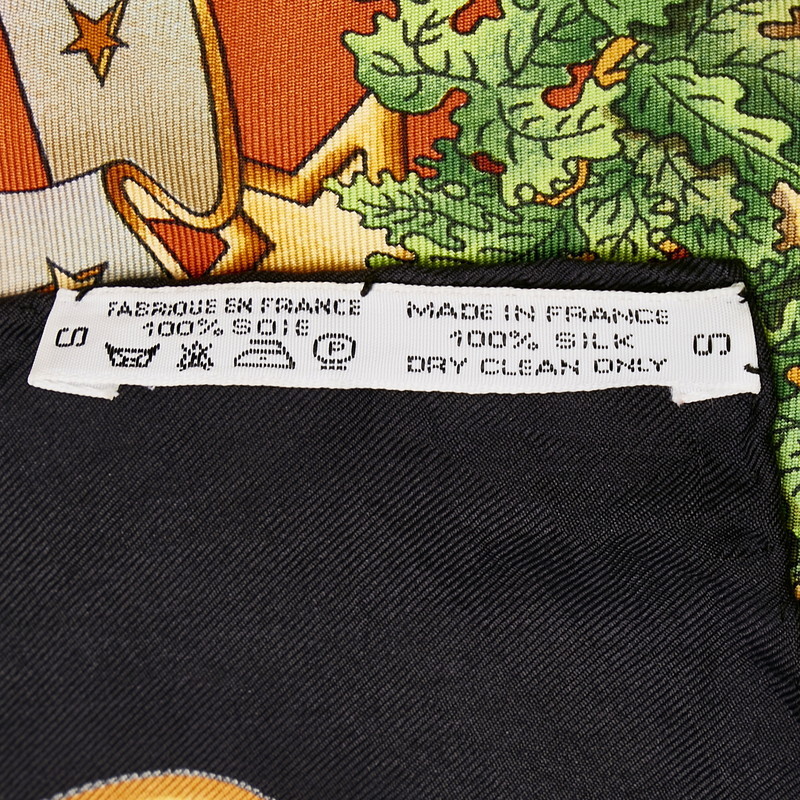 S
FABRIQUE EN FRANCE
100% SOIE
P
MADE IN FRANCE
100% SILK
DRY CLEAN ONLY
S